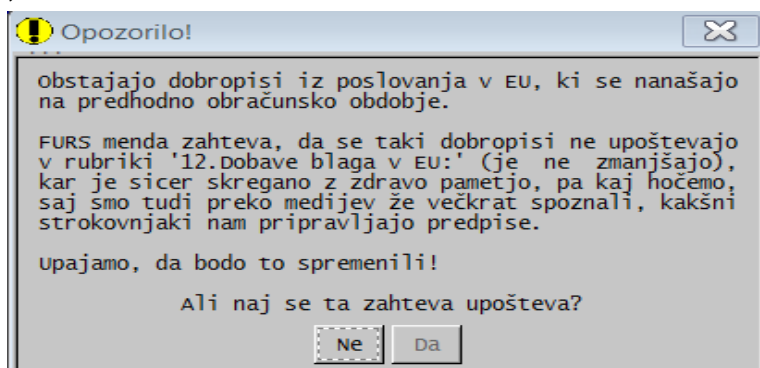 Opozorilo!
Obstajajo dobropisi iz poslovanja v EU, ki se nanašajo
na predhodno obračunsko obdobje.
FURS menda zahteva, da se taki dobropisi ne upoštevajo
v rubriki '12.Dobave blaga v EU:' (je ne zmanjšajo),
kar je sicer skregano z zdravo pametjo, pa kaj hočemo,
saj smo tudi preko medijev že večkrat spoznali, kakšni
strokovnjaki nam pripravljajo predpise.
Upajamo, da bodo to spremenili!
Ali naj se ta zahteva upošteva?
Ne Da